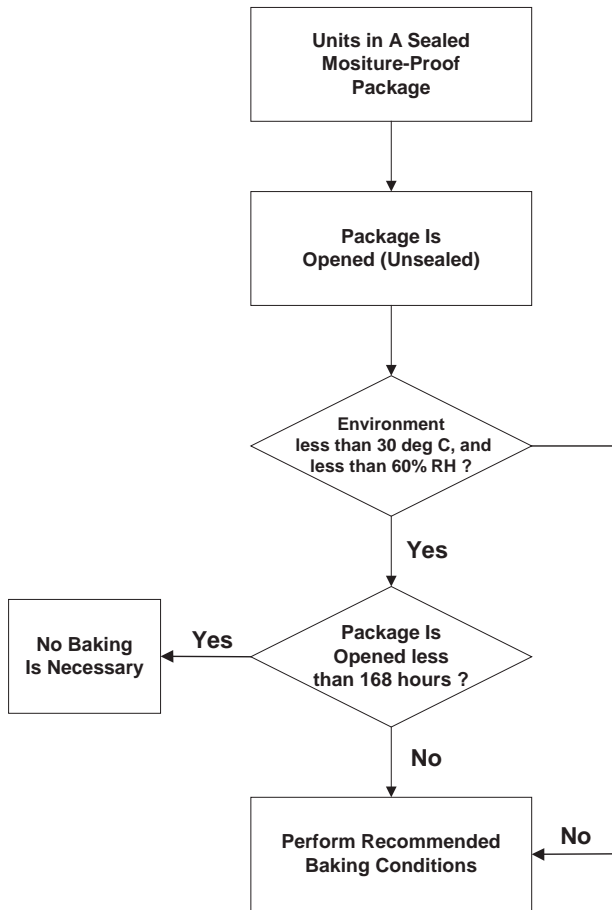 Units in A Sealed
Mositure-Proof
Package
Package Is
Opened (Unsealed)
Environment
less than 30 deg C, and
less than 60% RH ?
Yes
No Baking
Is Necessary
Yes
Package Is
Opened less
than 168 hours ?
No
Perform Recommended
Baking Conditions
No